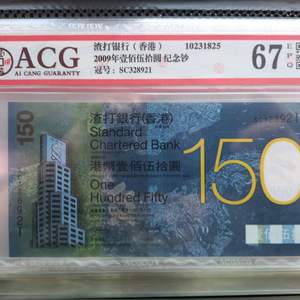 ACG
AI CANG GUARANTY
渣打银行（香港） 10231825
2009年壹佰伍拾圆 纪念钞
冠号：SC328921
67 EPQ
150
渣打銀行(香港)
Standard
Chartered Bank
港幣壹佰伍拾圓
One
Hundred Fifty
150